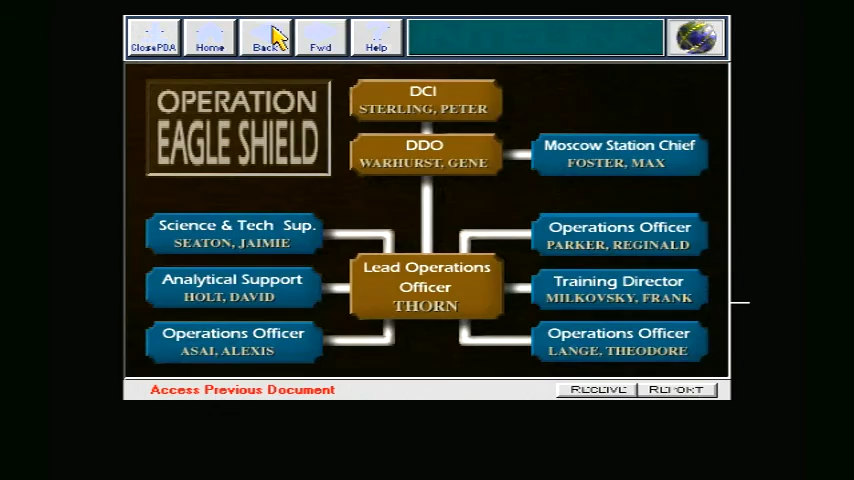 ClosePDA
Home
Back
Fwd
Help
OPERATION
EAGLE SHIELD
DCI
STERLING, PETER
DDO
WARHURST, GENE
Moscow Station Chief
FOSTER, MAX
Science & Tech Sup.
SEATON, JAIMIE
Operations Officer
PARKER, REGINALD
Lead Operations
Officer
THORN
Analytical Support
HOLT, DAVID
Training Director
MILKOVSKY, FRANK
Operations Officer
ASAI, ALEXIS
Operations Officer
LANGE, THEODORE
Access Previous Document
RECEIVE
REPORT